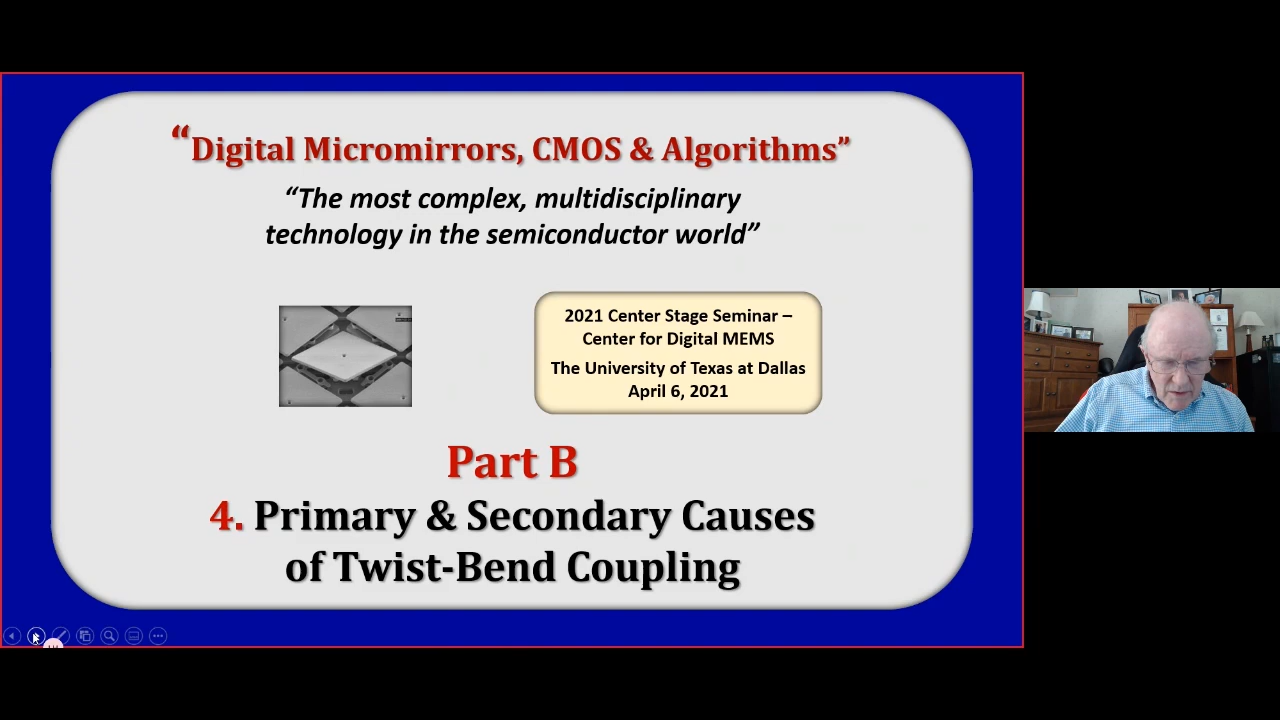 “Digital Micromirrors, CMOS & Algorithms”
“The most complex, multidisciplinary
technology in the semiconductor world”
2021 Center Stage Seminar –
Center for Digital MEMS
The University of Texas at Dallas
April 6, 2021
Part B
4. Primary & Secondary Causes
of Twist-Bend Coupling